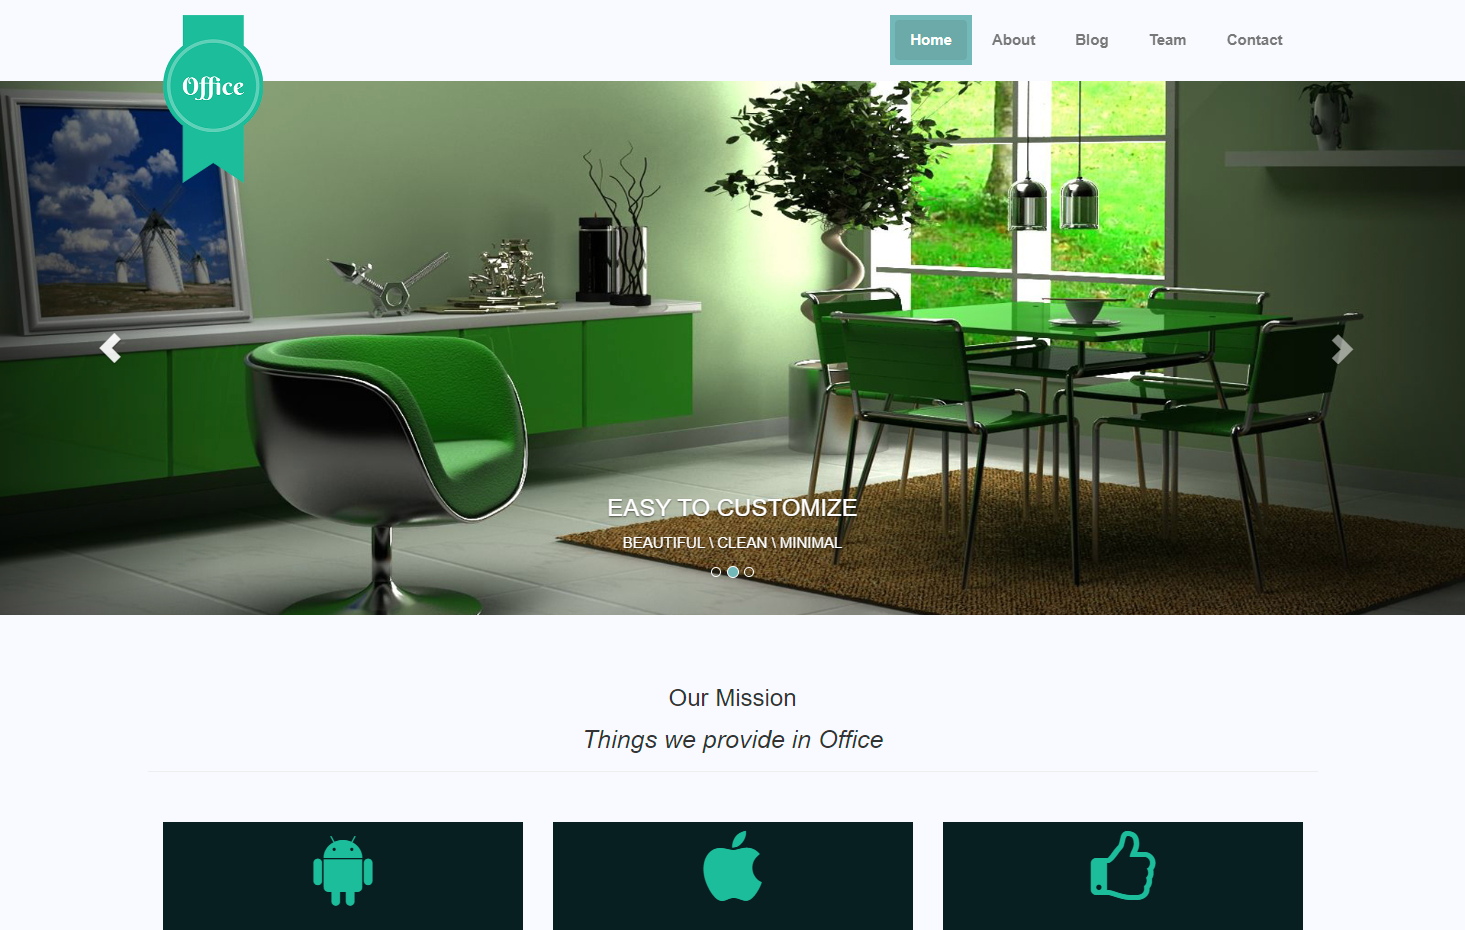 Office
Home About Blog Team Contact
EASY TO CUSTOMIZE
BEAUTIFUL \ CLEAN \ MINIMAL
Our Mission
Things we provide in Office